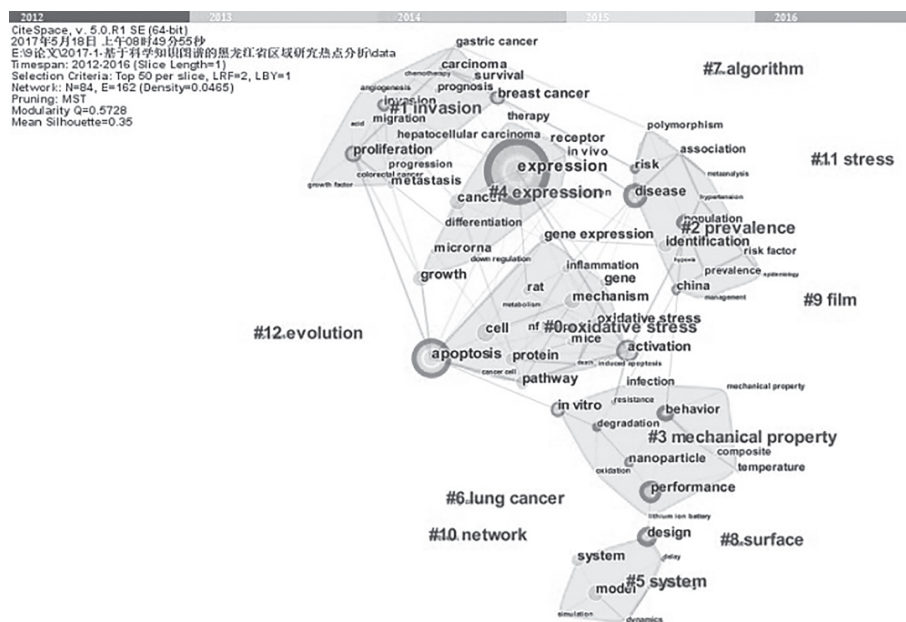 2012 2013 2014 2015 2016
CiteSpace, v. 5.0.R1 SE (64-bit)
2017年5月18日 上午08时49分55秒
E:\9论文\2017-1-基于科学知识图谱的黑龙江省区域研究热点分析\data
Timespan: 2012-2016 (Slice Length=1)
Selection Criteria: Top 50 per slice, LRF=2, LBY=1
Network: N=84, E=162 (Density=0.0465)
Pruning: MST
Modularity Q=0.5728
Mean Silhouette=0.35
gastric cancer
carcinoma
chemotherapy
survival
#7 algorithm
angiogenesis
prognosis
breast cancer
invasion
#1 invasion
acid
migration
therapy
polymorphism
hepatocellular carcinoma
receptor
proliferation
in vivo
association
#11 stress
progression
expression
risk
colorectal cancer
metaanalysis
growth factor
metastasis
#4 expression
disease
cancer
hypertension
differentiation
population
#2 prevalence
gene expression
identification
microrna
risk factor
down regulation
hypoxia
inflammation
prevalence
epidemiology
growth
gene
rat
china
mechanism
management
#9 film
metabolism
oxidative stress
cell
nf
#0 oxidative stress
#12 evolution
mice
apoptosis
protein
activation
death
induced apoptosis
cancer cell
pathway
infection
mechanical property
resistance
in vitro
behavior
degradation
#3 mechanical property
composite
nanoparticle
temperature
oxidation
performance
#6 lung cancer
lithium ion battery
#10 network
design
#8 surface
system
delay
model
#5 system
simulation
dynamics